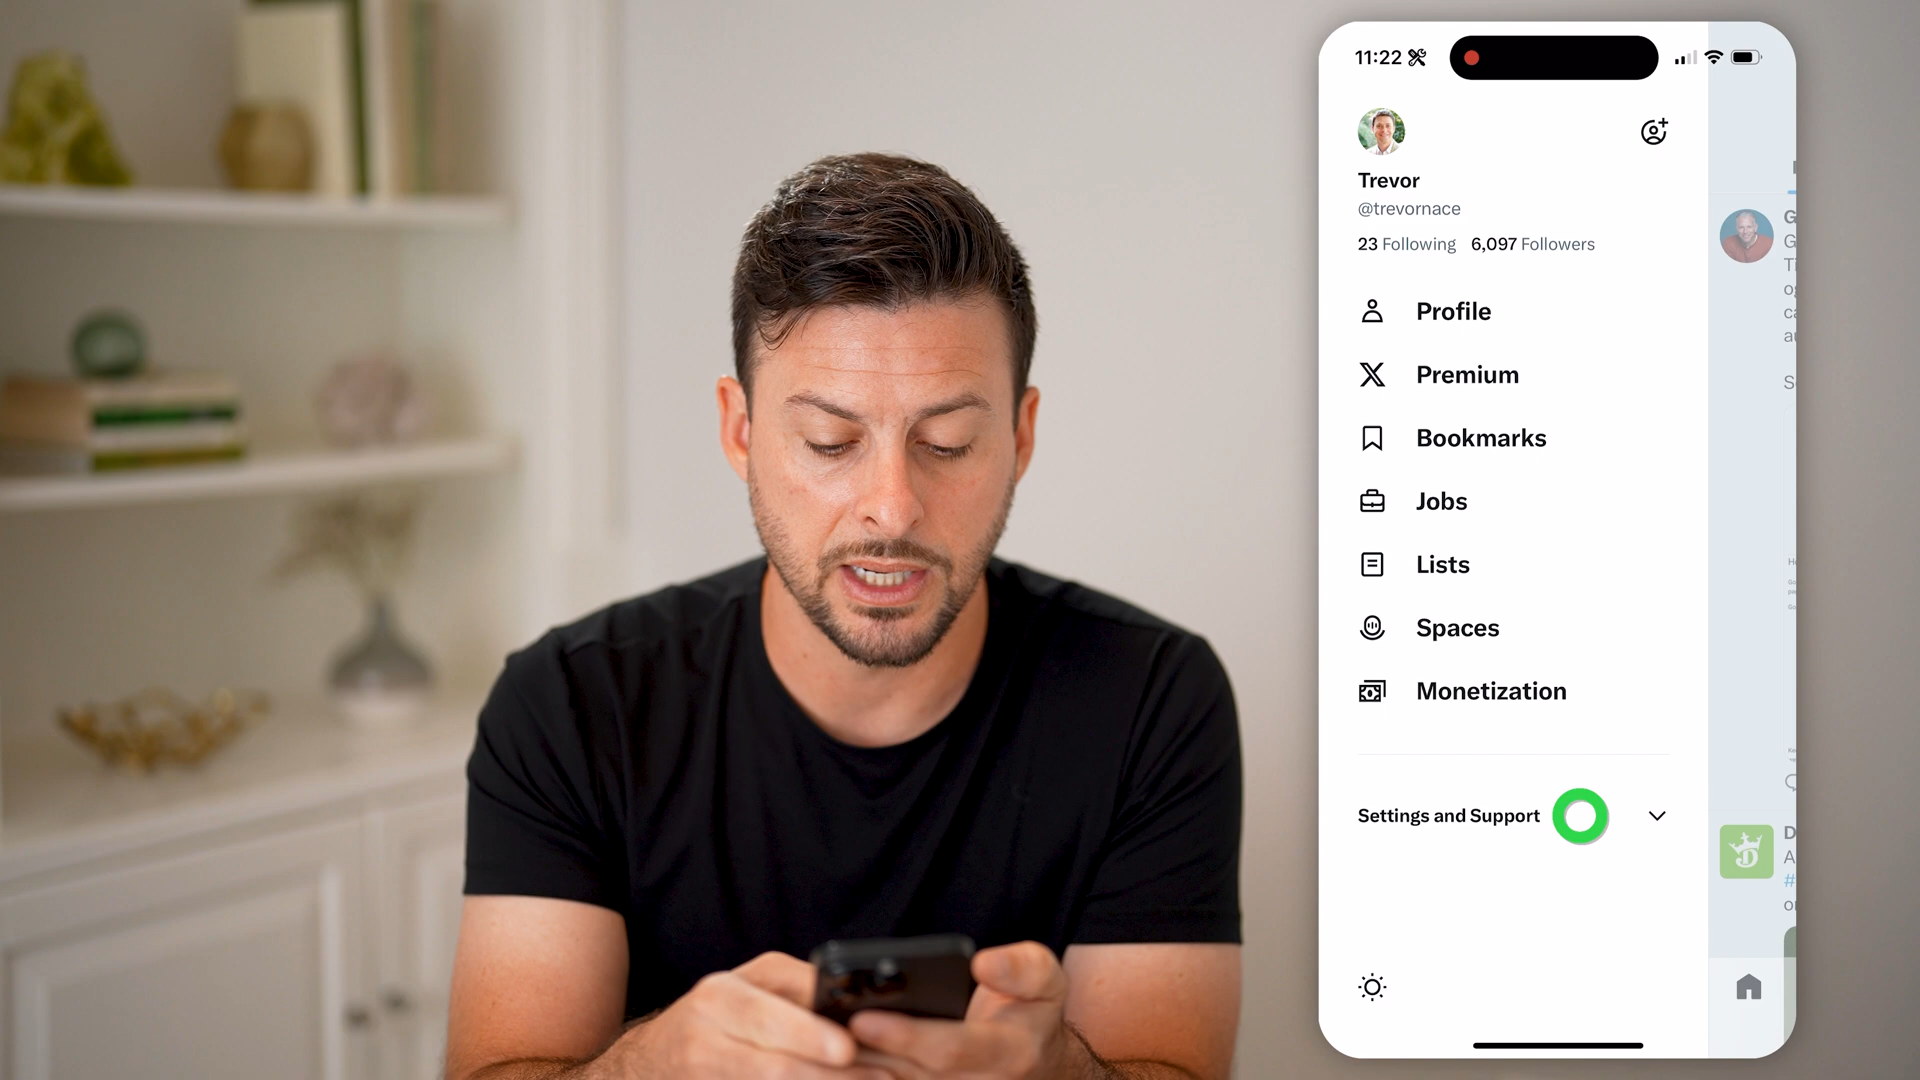 11:22
Trevor
@trevornace
23 Following 6,097 Followers
Profile
Premium
Bookmarks
Jobs
Lists
Spaces
Monetization
Settings and Support